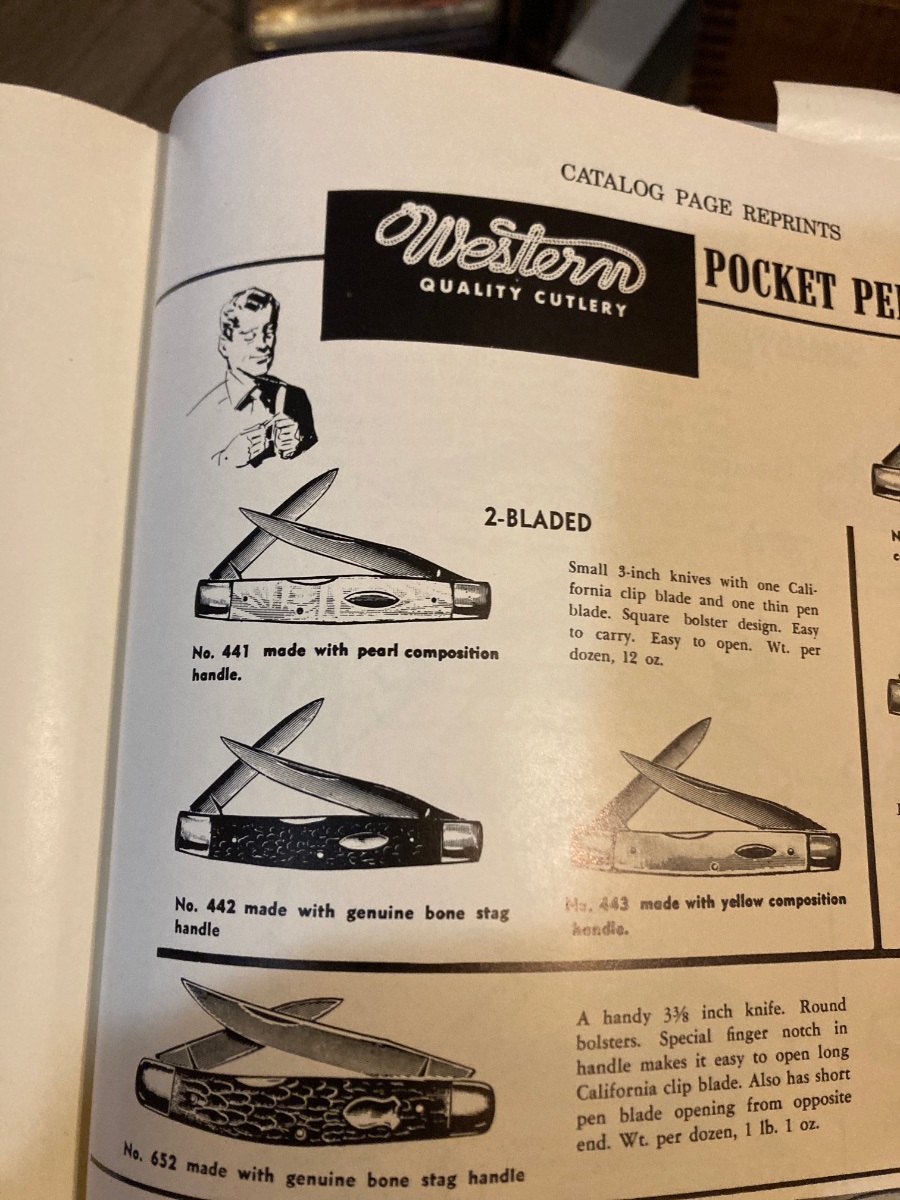 CATALOG PAGE REPRINTS
Western
QUALITY CUTLERY
POCKET
2-BLADED
Small 3-inch knives with one Cali-
fornia clip blade and one thin pen
blade. Square bolster design. Easy
to carry. Easy to open. Wt. per
dozen, 12 oz.
No. 441 made with pearl composition
handle.
No. 442 made with genuine bone stag
handle
No. 443 made with yellow composition
handle.
A handy 3⅜ inch knife. Round
bolsters. Special finger notch in
handle makes it easy to open long
California clip blade. Also has short
pen blade opening from opposite
end. Wt. per dozen, 1 lb. 1 oz.
No. 652 made with genuine bone stag handle